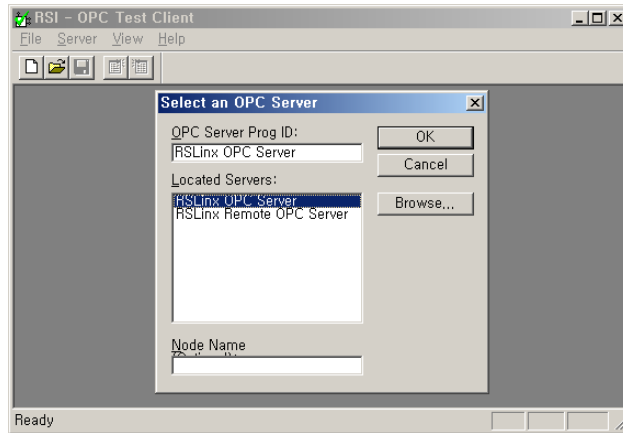 RSI - OPC Test Client
File Server View Help
Select an OPC Server
OPC Server Prog ID:
RSLinx OPC Server
OK
Cancel
Located Servers:
RSLinx OPC Server
RSLinx Remote OPC Server
Browse...
Node Name
Ready